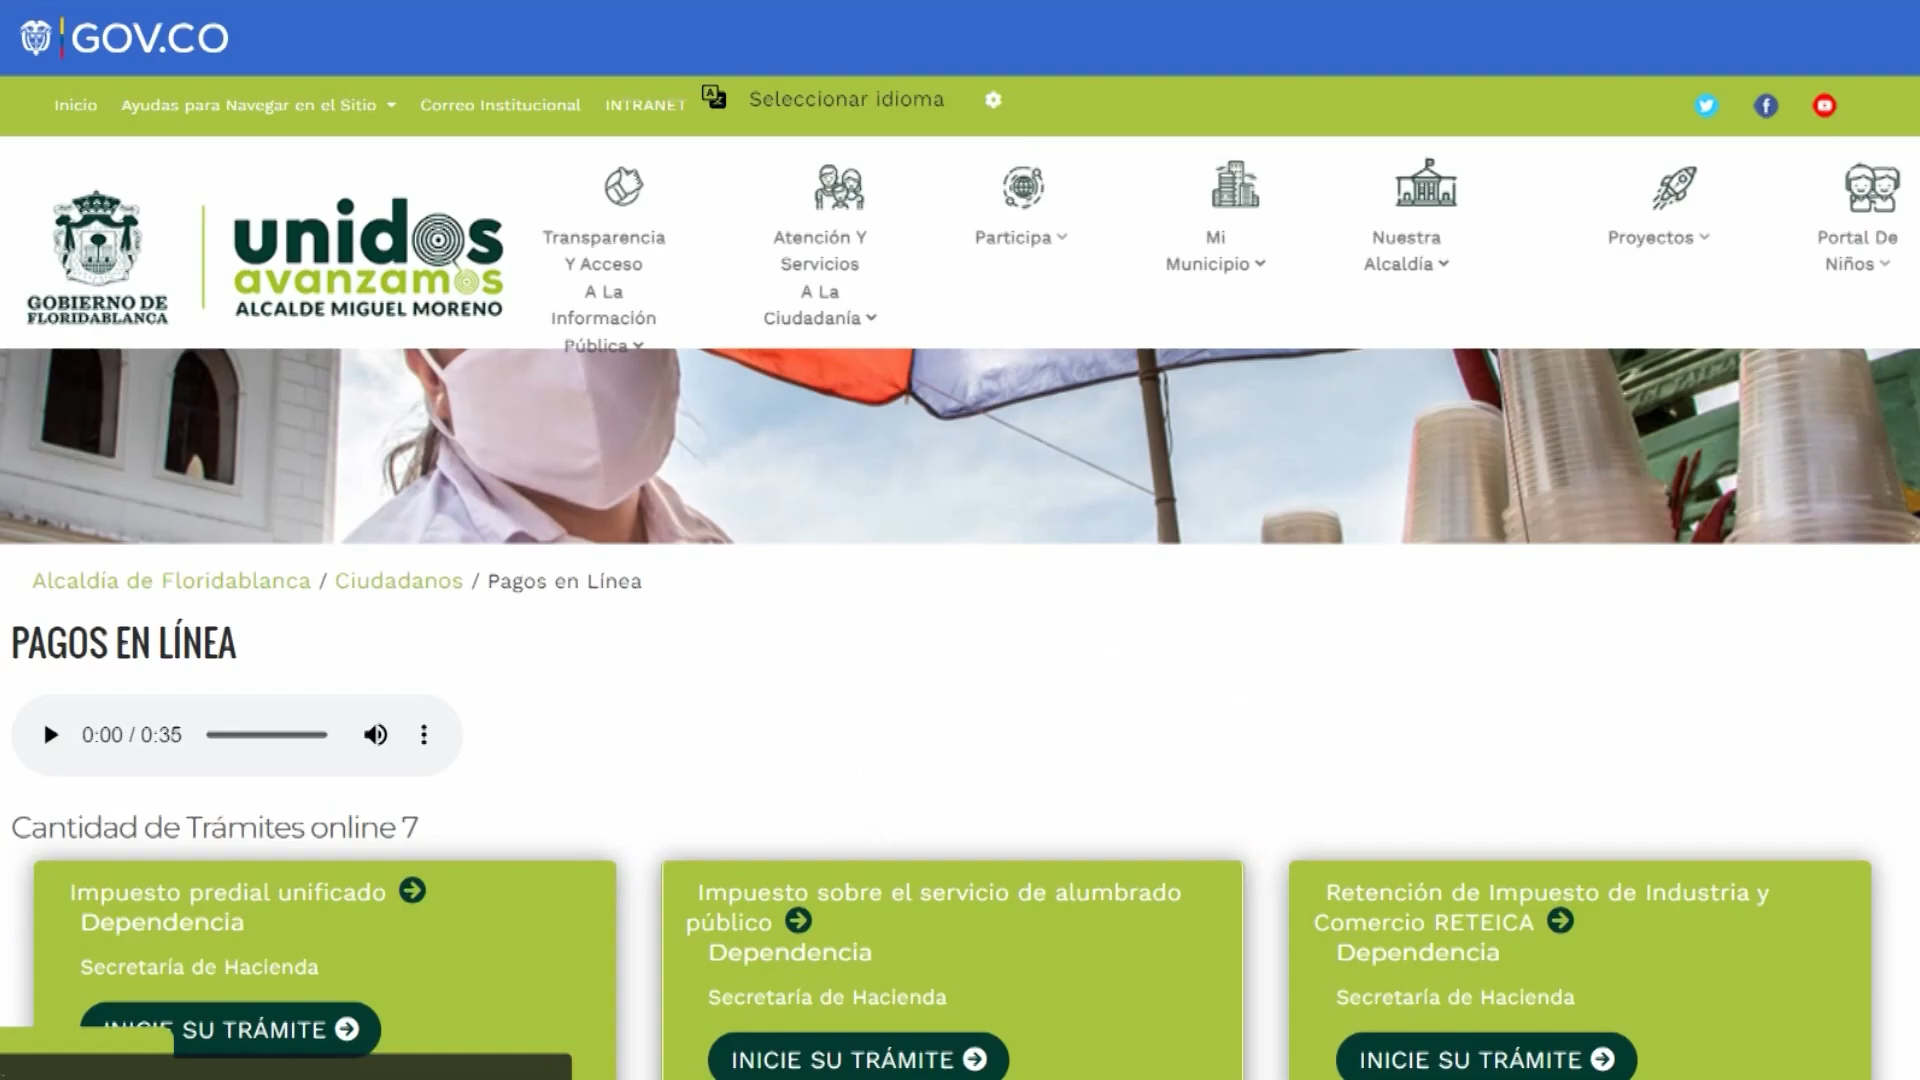 GOV.CO
Inicio Ayudas para Navegar en el Sitio Correo Institucional INTRANET Seleccionar idioma
GOBIERNO DE
FLORIDABLANCA
unidos
avanzamos
ALCALDE MIGUEL MORENO
Transparencia
Y Acceso
A La
Información
Pública
Atención Y
Servicios
A La
Ciudadanía
Participa
Mi
Municipio
Nuestra
Alcaldía
Proyectos
Portal De
Niños
Alcaldía de Floridablanca / Ciudadanos / Pagos en Línea
PAGOS EN LÍNEA
0:00 / 0:35
Cantidad de Trámites online 7
Impuesto predial unificado
Dependencia
Secretaría de Hacienda
INICIE SU TRÁMITE
Impuesto sobre el servicio de alumbrado
público
Dependencia
Secretaría de Hacienda
INICIE SU TRÁMITE
Retención de Impuesto de Industria y
Comercio RETEICA
Dependencia
Secretaría de Hacienda
INICIE SU TRÁMITE